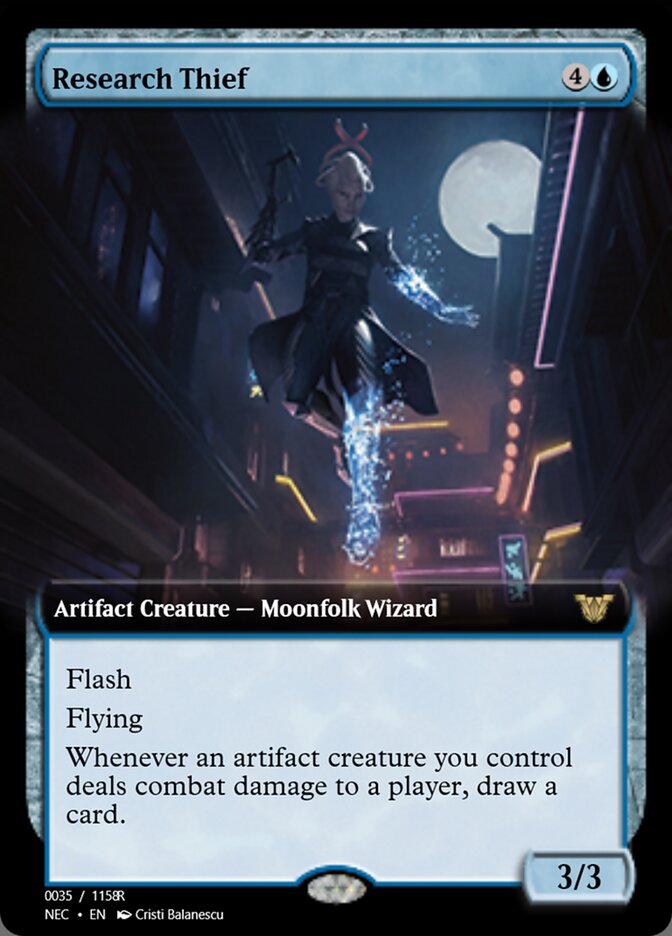 Research Thief 4
Artifact Creature — Moonfolk Wizard
Flash
Flying
Whenever an artifact creature you control
deals combat damage to a player, draw a
card.
3/3
0035 / 1158R
NEC • EN Cristi Balanescu